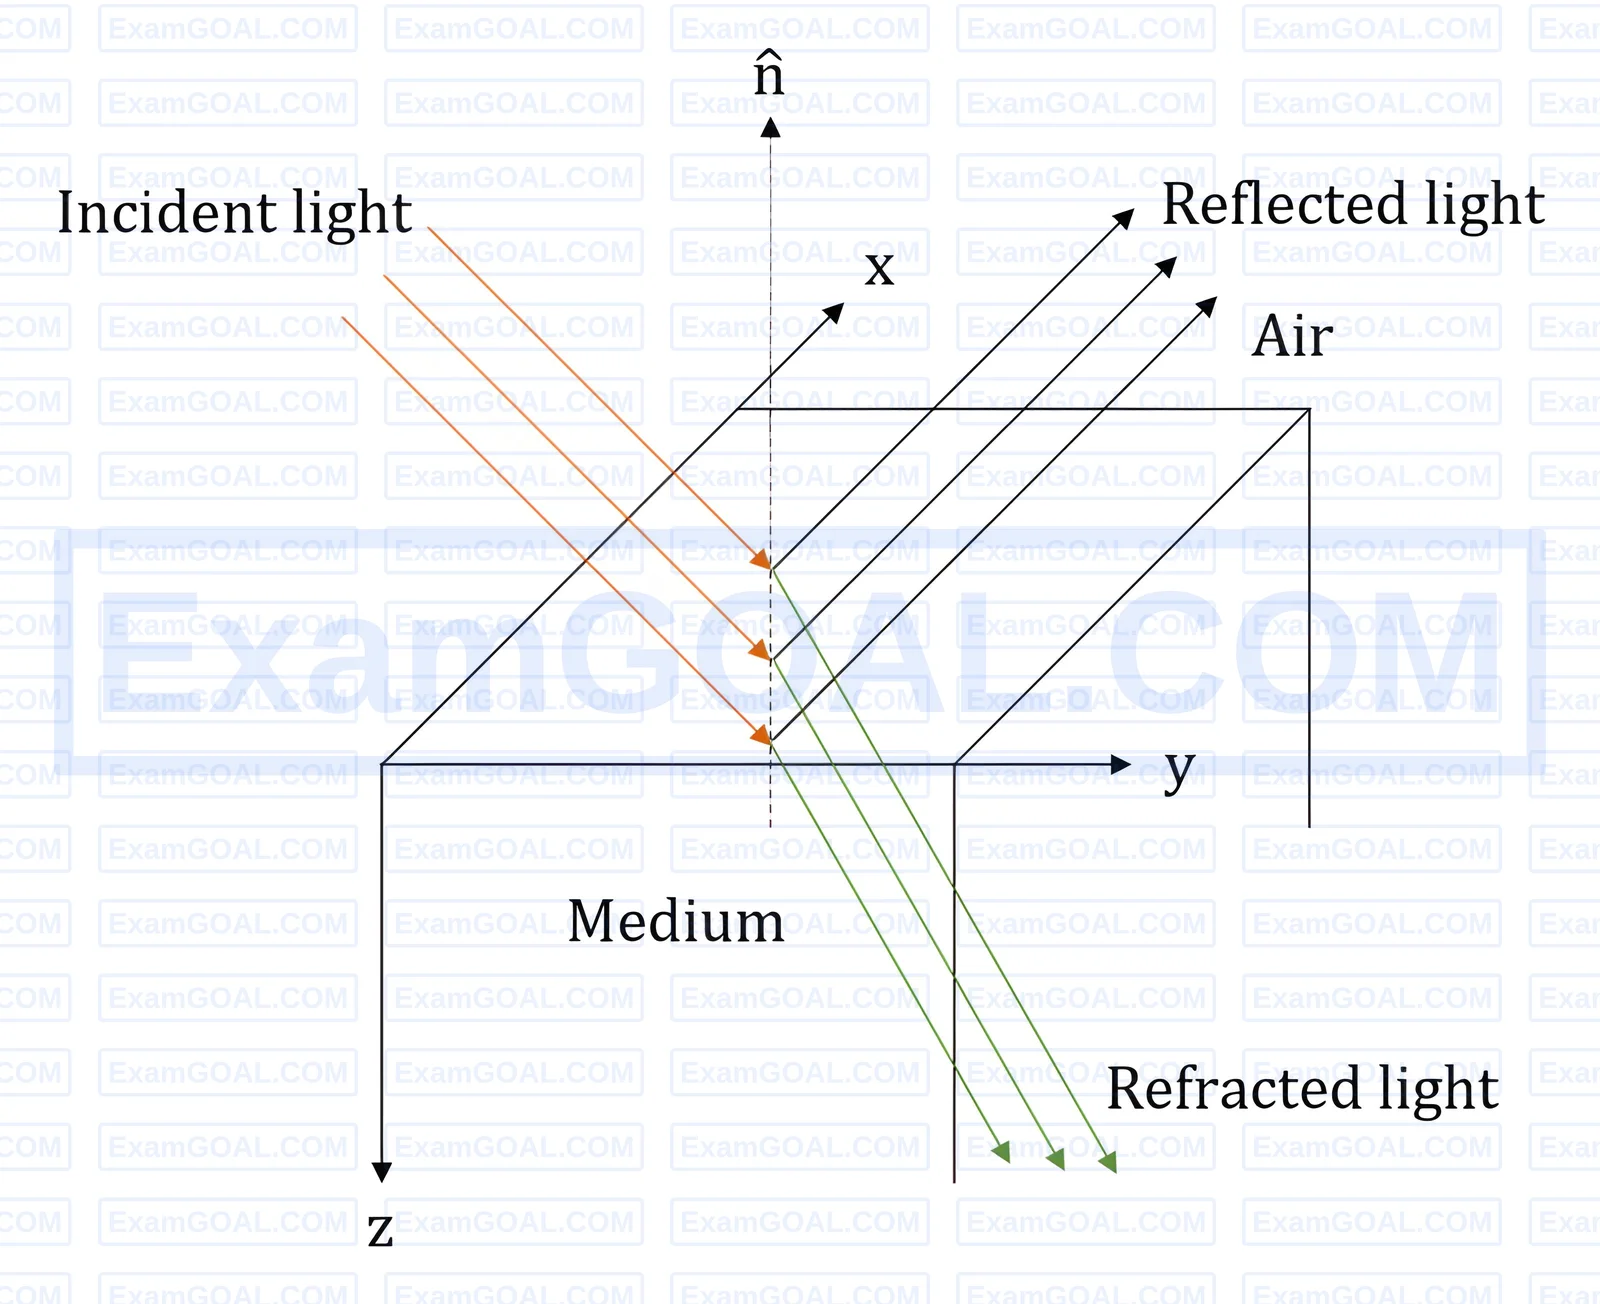 n̂
Incident light
Reflected light
x
Air
y
Medium
Refracted light
z
ExamGOAL.COM